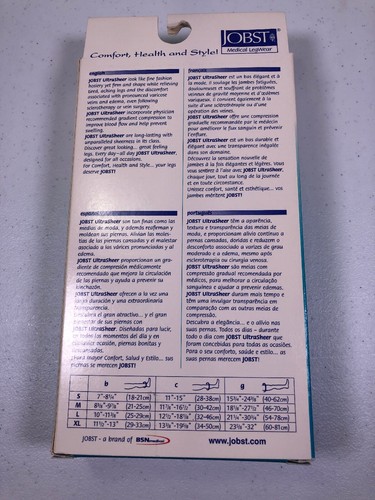 JOBST
Medical LegWear
Comfort, Health and Style!
english
JOBST UltraSheer look like fine fashion
hosiery yet firm and shape while relieving
tired, aching legs and the discomfort
associated with pronounced varicose
veins and edema, even following
sclerotherapy or vein surgery.
JOBST UltraSheer incorporate physician
recommended gradient compression to
improve blood flow and help prevent
swelling.
JOBST UltraSheer are long-lasting with
unparalleled sheerness in its class.
Discover great looking... great feeling
legs. Every day—all day JOBST UltraSheer,
designed for all occasions.
For Comfort, Health and Style... your legs
deserve JOBST!
français
JOBST UltraSheer est un bas élégant et à
la mode. Il soulage les jambes fatiguées,
douloureuses et souffrant de problèmes
veineux de gravité moyenne et d'œdèmes
variqueux. Il convient également à la
suite d'une sclérothérapie ou d'une
opération des veines.
JOBST UltraSheer offre une compression
graduelle recommandée par le médecin
pour améliorer le flux sanguin et prévenir
l'enflure.
JOBST UltraSheer est un bas durable et
élégant avec une transparence inégalée
dans son domaine.
Découvrez la sensation nouvelle de
jambes à la fois élégantes et légères. Vous
vous sentez à l'aise avec JOBST UltraSheer,
chaque jour, tout au long de la journée
et en toute circonstance.
Unissez confort, santé et esthétique... vos
jambes méritent JOBST!
español
JOBST UltraSheer son tan finas como las
medias de moda, y además reafirman y
moldean sus piernas. Alivian las moles-
tias de las piernas cansadas y el malestar
asociado a las várices pronunciadas y al
edema.
JOBST UltraSheer proporcionan un gra-
diente de compresión médicamente
recomendado que mejora la circulación
de las piernas y ayuda a prevenir su
hinchazón.
JOBST UltraSheer ofrecen a la vez una
larga duración y una extraordinaria
transparencia.
Descubra el gran atractivo... y el gran
bienestar de sus piernas con
JOBST UltraSheer. Diseñadas para lucir,
en todos los momentos del día y en
cualquier ocasión, piernas bonitas y
descansadas.
Para mayor Confort, Salud y Estilo... sus
piernas se merecen JOBST!
português
JOBST UltraSheer têm a aparência,
textura e transparência das meias de
moda, e proporcionam alívio contínuo a
pernas cansadas, doridas e reduzem o
desconforto associado a varizes de grau
moderado e a edema, mesmo após
escleroterapia ou cirurgia venosa.
JOBST UltraSheer são meias com
compressão gradual recomendada por
médicos, para melhorar a circulação
sanguínea e ajudar a prevenir edemas.
JOBST UltraSheer duram mais tempo e
têm uma invulgar transparência em
comparação com as outras meias de
compressão.
Descubra a elegância... e o alívio nas
suas pernas. Todos os dias - durante
todo o dia com JOBST UltraSheer que
foram concebidas para todas as ocasiões.
Para o seu conforto, saúde e estilo... as
suas pernas merecem JOBST!
b c g
S 7"-8¼" (18-21cm) 11"-15" (28-38cm) 15¾"-24⅜" (40-62cm)
M 8⅜"-9⅞" (21-25cm) 11⅞"-16½" (30-42cm) 18⅛"-27½" (46-70cm)
L 10"-11⅜" (25-29cm) 12½"-18⅛" (32-46cm) 21¼"-30¾" (54-78cm)
XL 11½"-13" (29-33cm) 13⅜"-19⅝" (34-50cm) 23⅝"-32" (60-81cm)
JOBST - a brand of BSN medical www.jobst.com